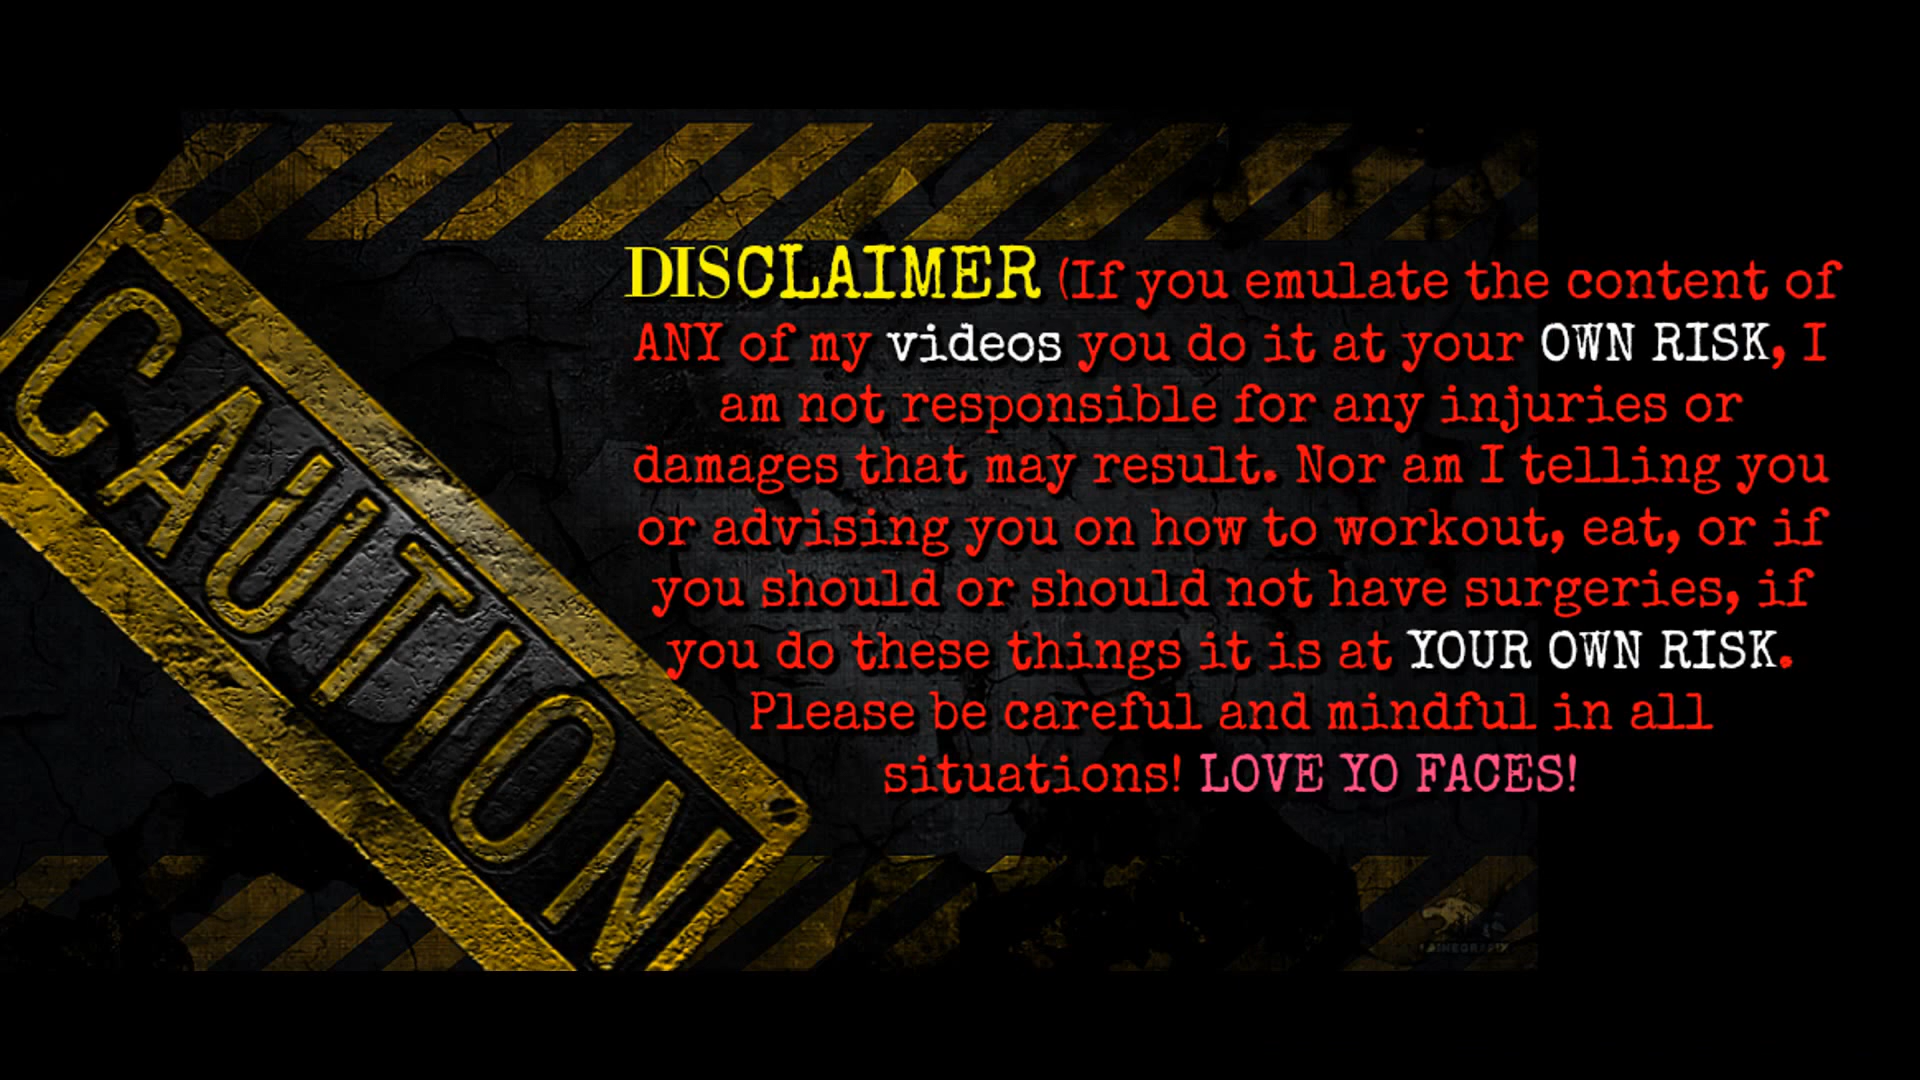 CAUTION
DISCLAIMER (If you emulate the content of
ANY of my videos you do it at your OWN RISK, I
am not responsible for any injuries or
damages that may result. Nor am I telling you
or advising you on how to workout, eat, or if
you should or should not have surgeries, if
you do these things it is at YOUR OWN RISK.
Please be careful and mindful in all
situations! LOVE YO FACES!